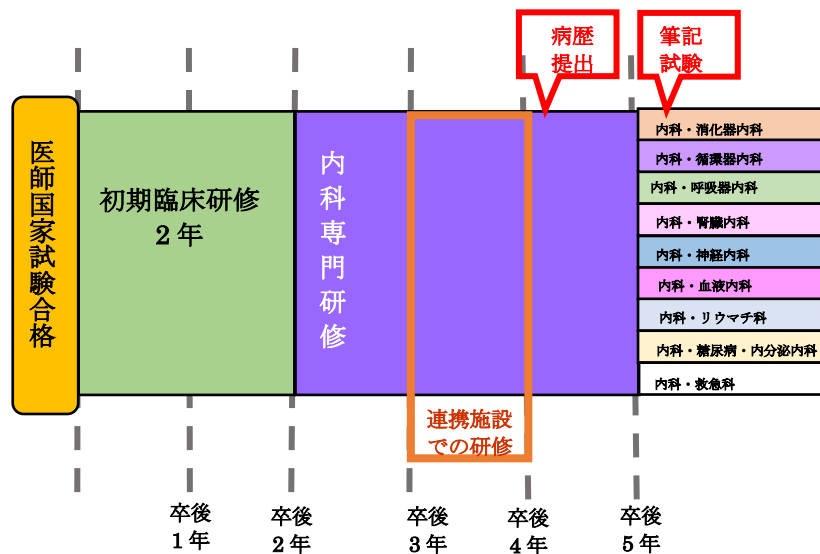 病歴
提出
筆記
試験
医師国家試験合格
初期臨床研修
2年
内科専門研修
内科・消化器内科
内科・循環器内科
内科・呼吸器内科
内科・腎臓内科
内科・神経内科
内科・血液内科
内科・リウマチ科
内科・糖尿病・内分泌内科
内科・救急科
連携施設
での研修
卒後
1年
卒後
2年
卒後
3年
卒後
4年
卒後
5年